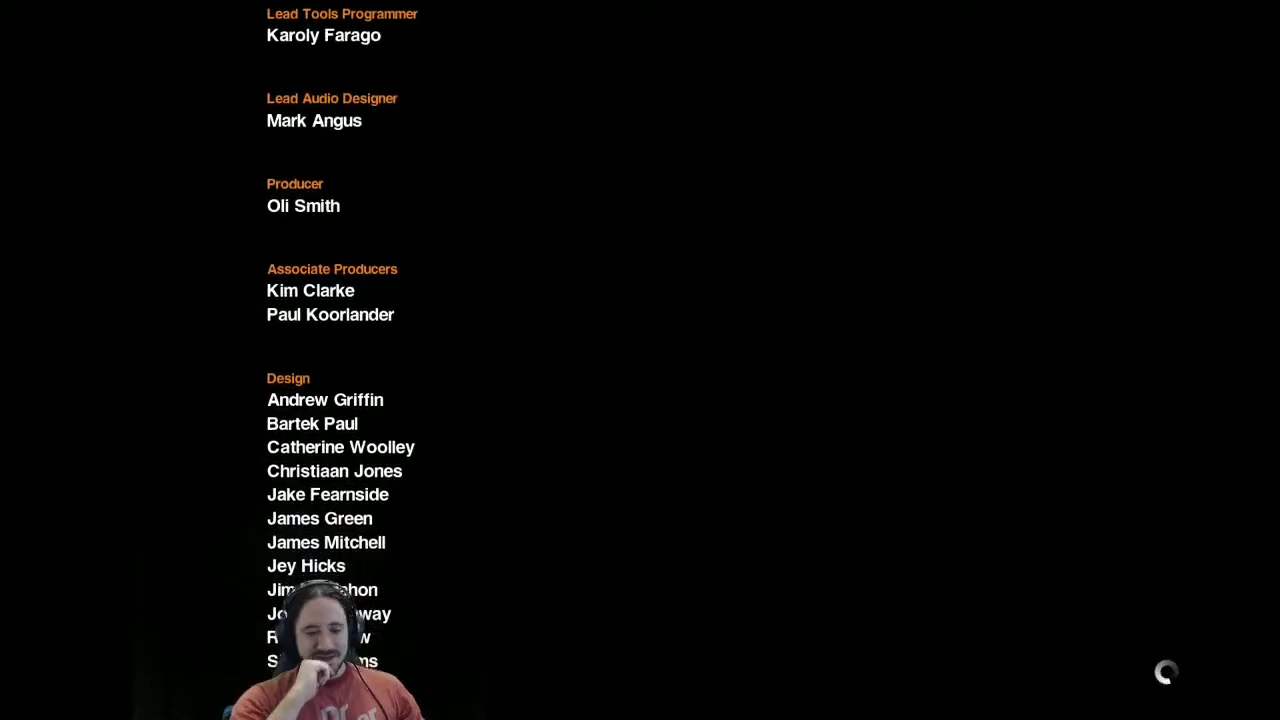 Lead Tools Programmer
Karoly Farago
Lead Audio Designer
Mark Angus
Producer
Oli Smith
Associate Producers
Kim Clarke
Paul Koorlander
Design
Andrew Griffin
Bartek Paul
Catherine Woolley
Christiaan Jones
Jake Fearnside
James Green
James Mitchell
Jey Hicks